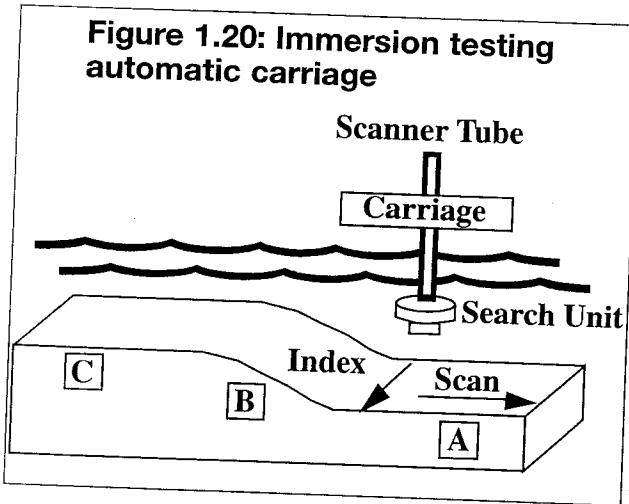 Figure 1.20: Immersion testing
automatic carriage
Scanner Tube
Carriage
Search Unit
Index
Scan
C
B
A